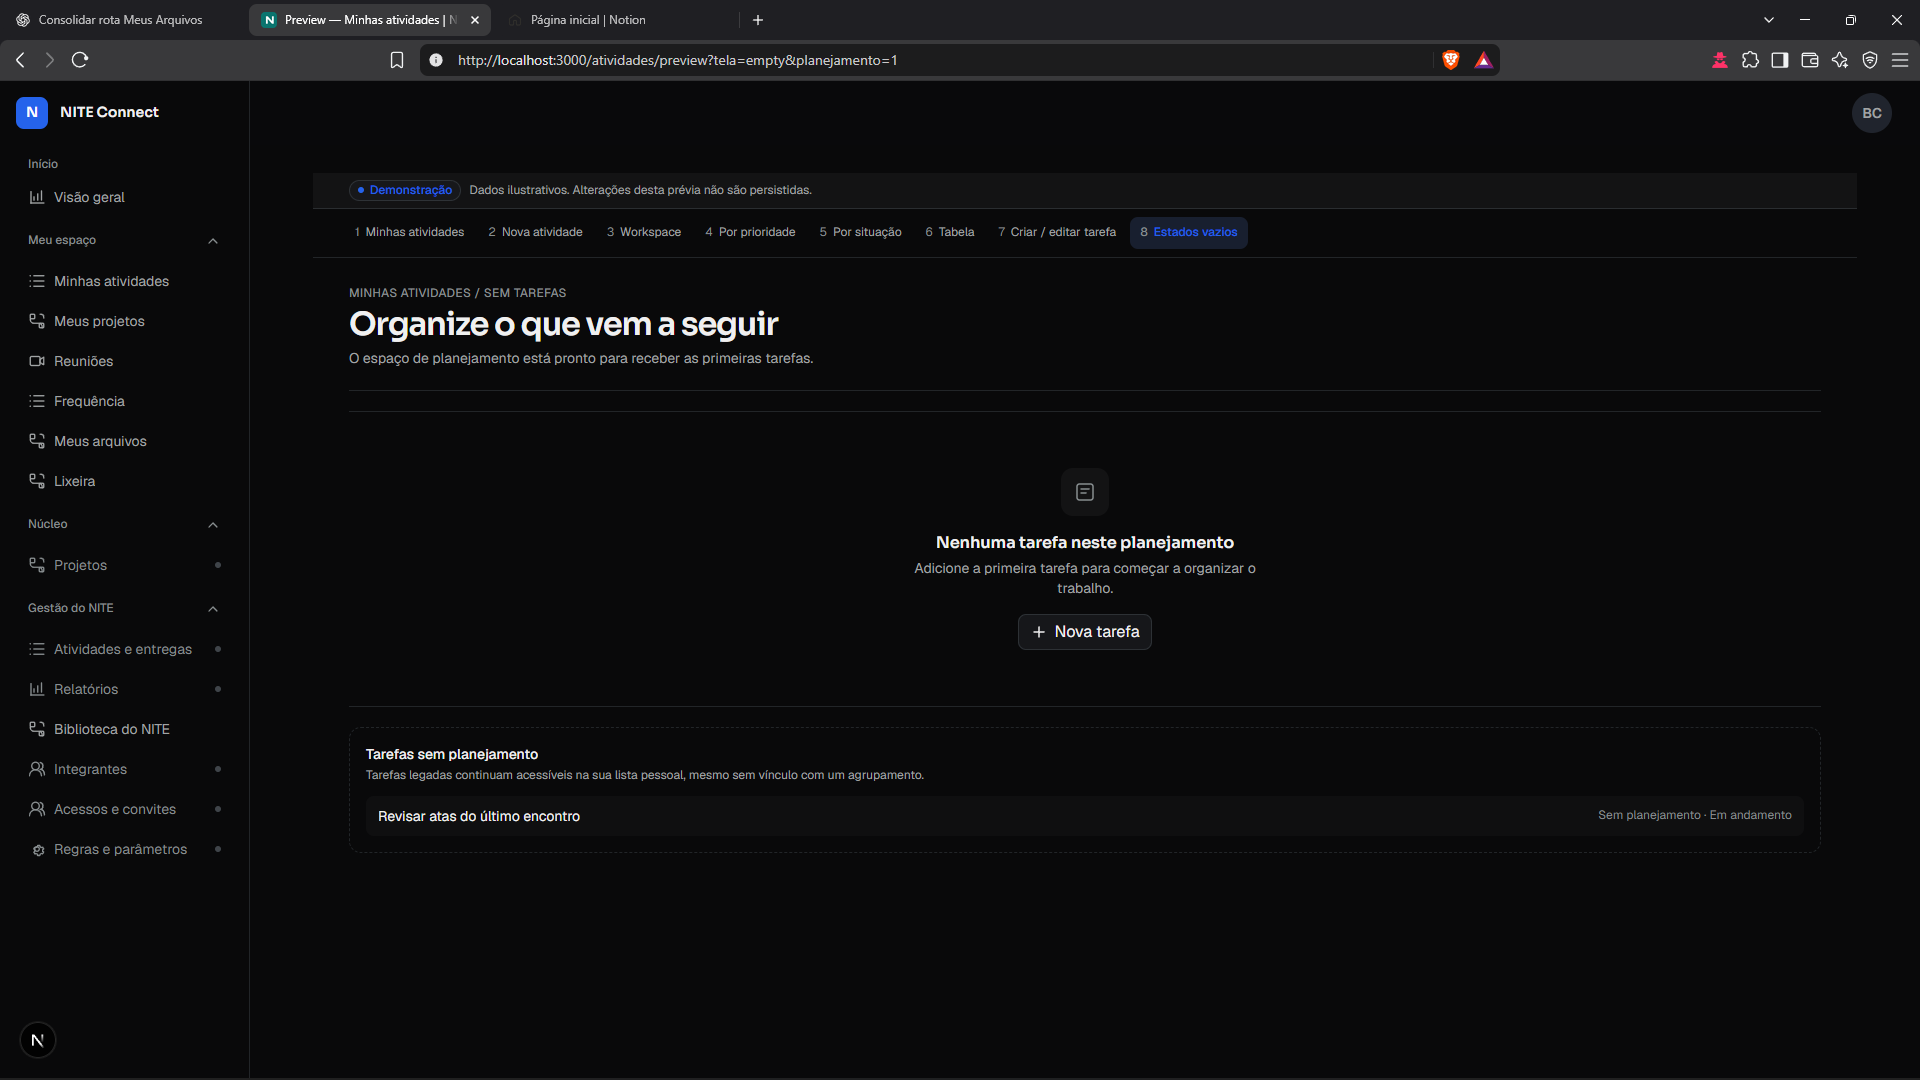 Consolidar rota Meus Arquivos
N Preview — Minhas atividades | N
Página inicial | Notion
http://localhost:3000/atividades/preview?tela=empty&planejamento=1
N NITE Connect
BC
Início
Visão geral
Meu espaço
Minhas atividades
Meus projetos
Reuniões
Frequência
Meus arquivos
Lixeira
Núcleo
Projetos
Gestão do NITE
Atividades e entregas
Relatórios
Biblioteca do NITE
Integrantes
Acessos e convites
Regras e parâmetros
N
Demonstração Dados ilustrativos. Alterações desta prévia não são persistidas.
1 Minhas atividades 2 Nova atividade 3 Workspace 4 Por prioridade 5 Por situação 6 Tabela 7 Criar / editar tarefa 8 Estados vazios
MINHAS ATIVIDADES / SEM TAREFAS
Organize o que vem a seguir
O espaço de planejamento está pronto para receber as primeiras tarefas.
Nenhuma tarefa neste planejamento
Adicione a primeira tarefa para começar a organizar o
trabalho.
+ Nova tarefa
Tarefas sem planejamento
Tarefas legadas continuam acessíveis na sua lista pessoal, mesmo sem vínculo com um agrupamento.
Revisar atas do último encontro Sem planejamento · Em andamento